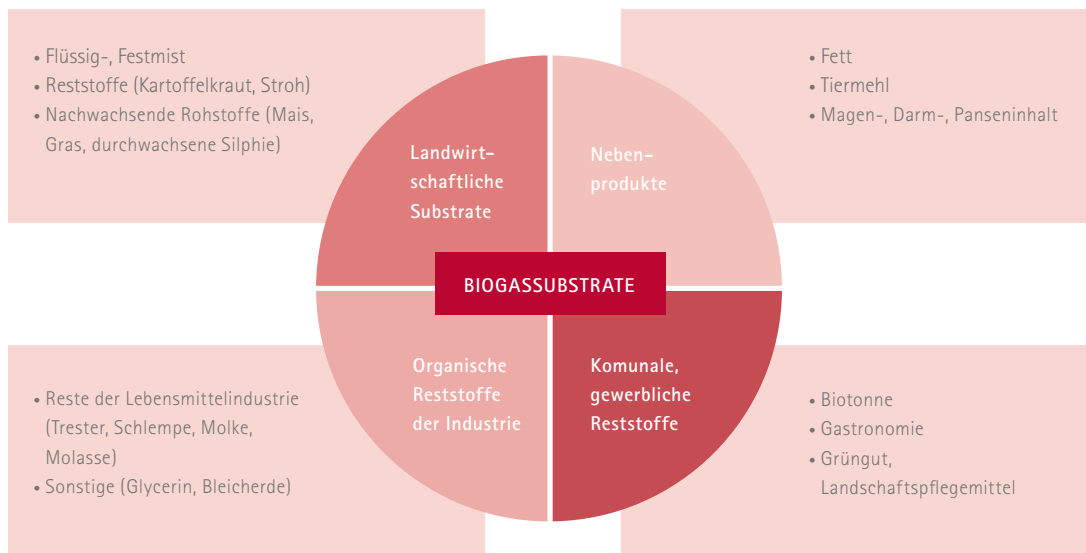 • Flüssig-, Festmist
• Reststoffe (Kartoffelkraut, Stroh)
• Nachwachsende Rohstoffe (Mais,
Gras, durchwachsene Silphie)
• Fett
• Tiermehl
• Magen-, Darm-, Panseninhalt
Landwirt-
schaftliche
Substrate
Neben-
produkte
BIOGASSUBSTRATE
Organische
Reststoffe
der Industrie
Komunale,
gewerbliche
Reststoffe
• Reste der Lebensmittelindustrie
(Trester, Schlempe, Molke,
Molasse)
• Sonstige (Glycerin, Bleicherde)
• Biotonne
• Gastronomie
• Grüngut,
Landschaftspflegemittel